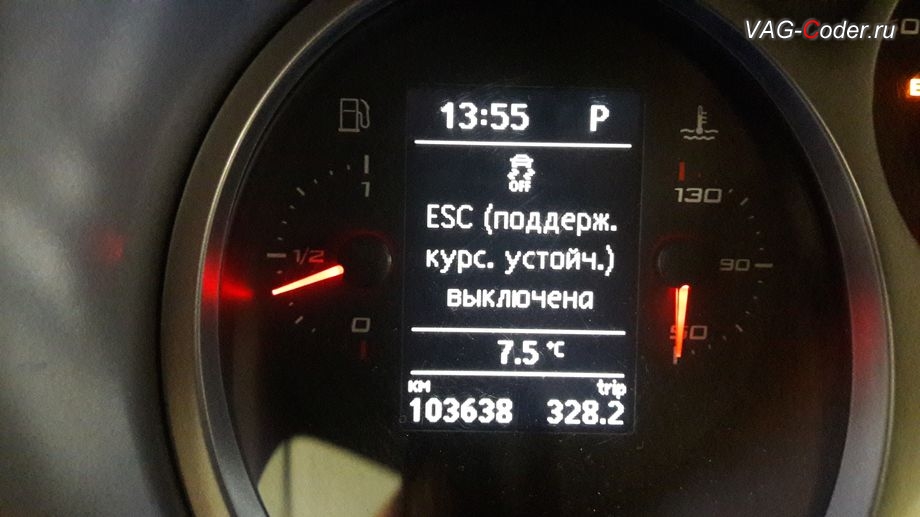 VAG-Coder.ru
13:55 P
OFF
ESC (поддерж.
курс. устойч.)
выключена
7.5 °C
км trip
103638 328.2
1
1/2
0
130
90
50